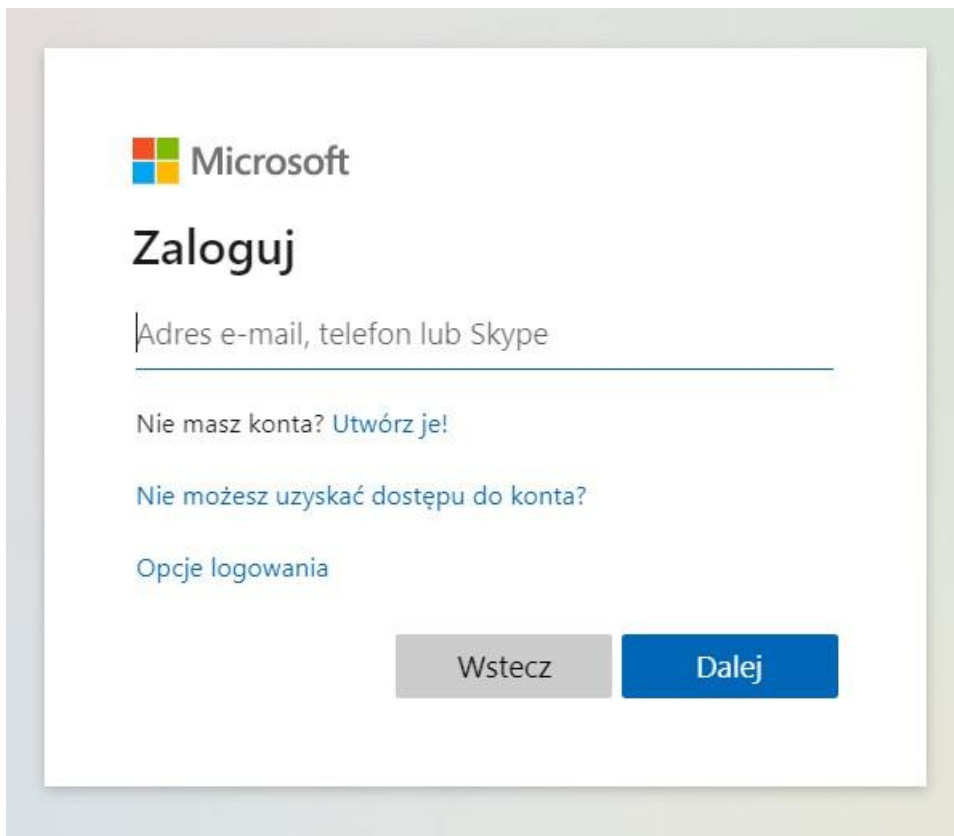 Microsoft
Zaloguj
Adres e-mail, telefon lub Skype
Nie masz konta? Utwórz je!
Nie możesz uzyskać dostępu do konta?
Opcje logowania
Wstecz Dalej